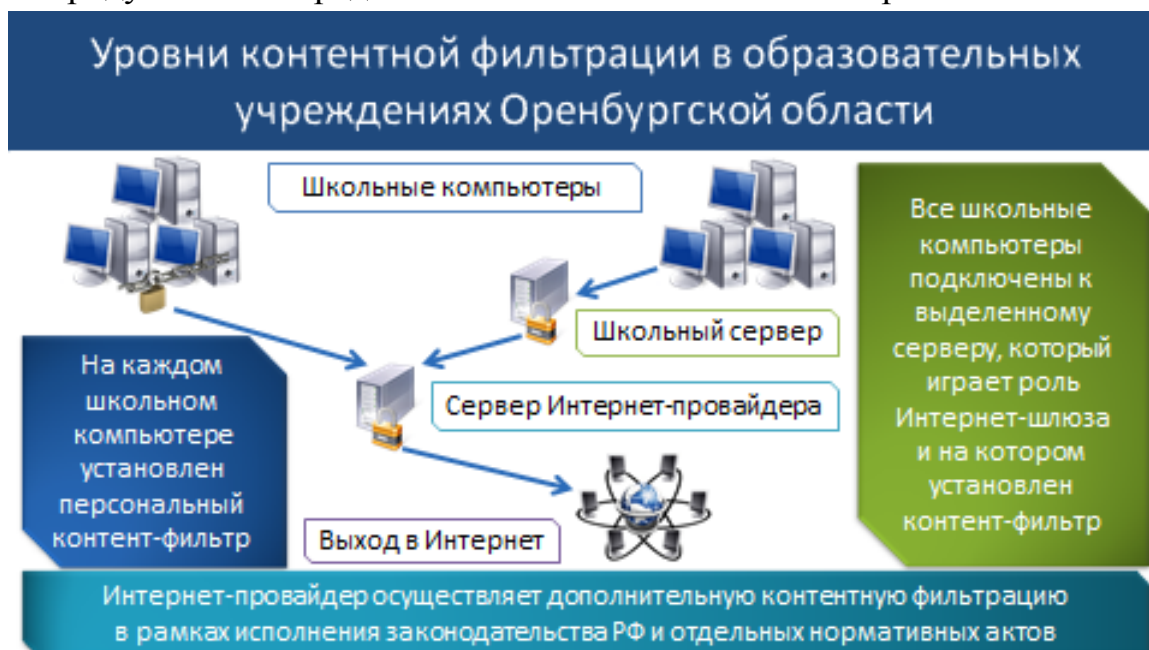 Уровни контентной фильтрации в образовательных
учреждениях Оренбургской области
Школьные компьютеры
Школьный сервер
Сервер Интернет-провайдера
Выход в Интернет
На каждом
школьном
компьютере
установлен
персональный
контент-фильтр
Все школьные
компьютеры
подключены к
выделенному
серверу, который
играет роль
Интернет-шлюза
и на котором
установлен
контент-фильтр
Интернет-провайдер осуществляет дополнительную контентную фильтрацию
в рамках исполнения законодательства РФ и отдельных нормативных актов